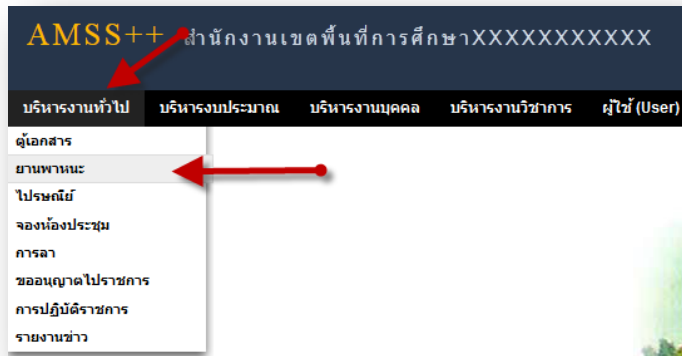 AMSS++ สำนักงานเขตพื้นที่การศึกษาXXXXXXXXXXX
บริหารงานทั่วไป บริหารงบประมาณ บริหารงานบุคคล บริหารงานวิชาการ ผู้ใช้ (User)
ตู้เอกสาร
ยานพาหนะ
ไปรษณีย์
จองห้องประชุม
การลา
ขออนุญาตไปราชการ
การปฏิบัติราชการ
รายงานข่าว